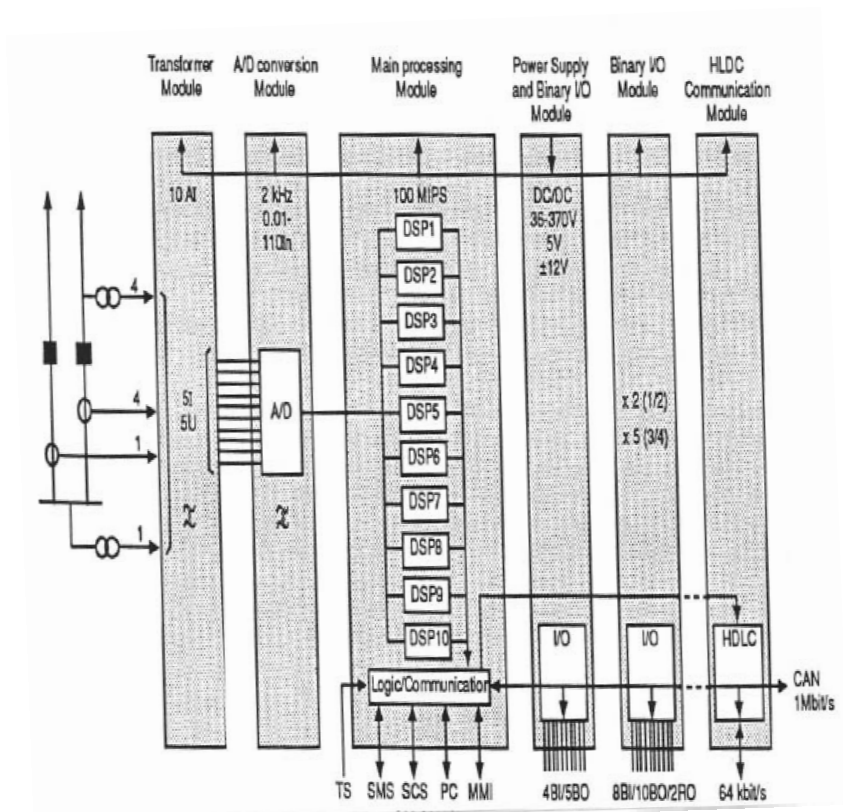 Transformer Module
A/D conversion Module
Main processing Module
Power Supply and Binary I/O Module
Binary I/O Module
HLDC Communication Module
10 AI
2 kHz
0.01-
110In
100 MIPS
DC/DC
36-370V
5V
±12V
DSP1
DSP2
DSP3
DSP4
DSP5
DSP6
DSP7
DSP8
DSP9
DSP10
4
4
1
1
5I
5U
A/D
x 2 (1/2)
x 5 (3/4)
I/O
I/O
HDLC
Logic/Communication
CAN
1Mbit/s
TS
SMS
SCS
PC
MMI
4BI/5BO
8BI/10BO/2RO
64 kbit/s